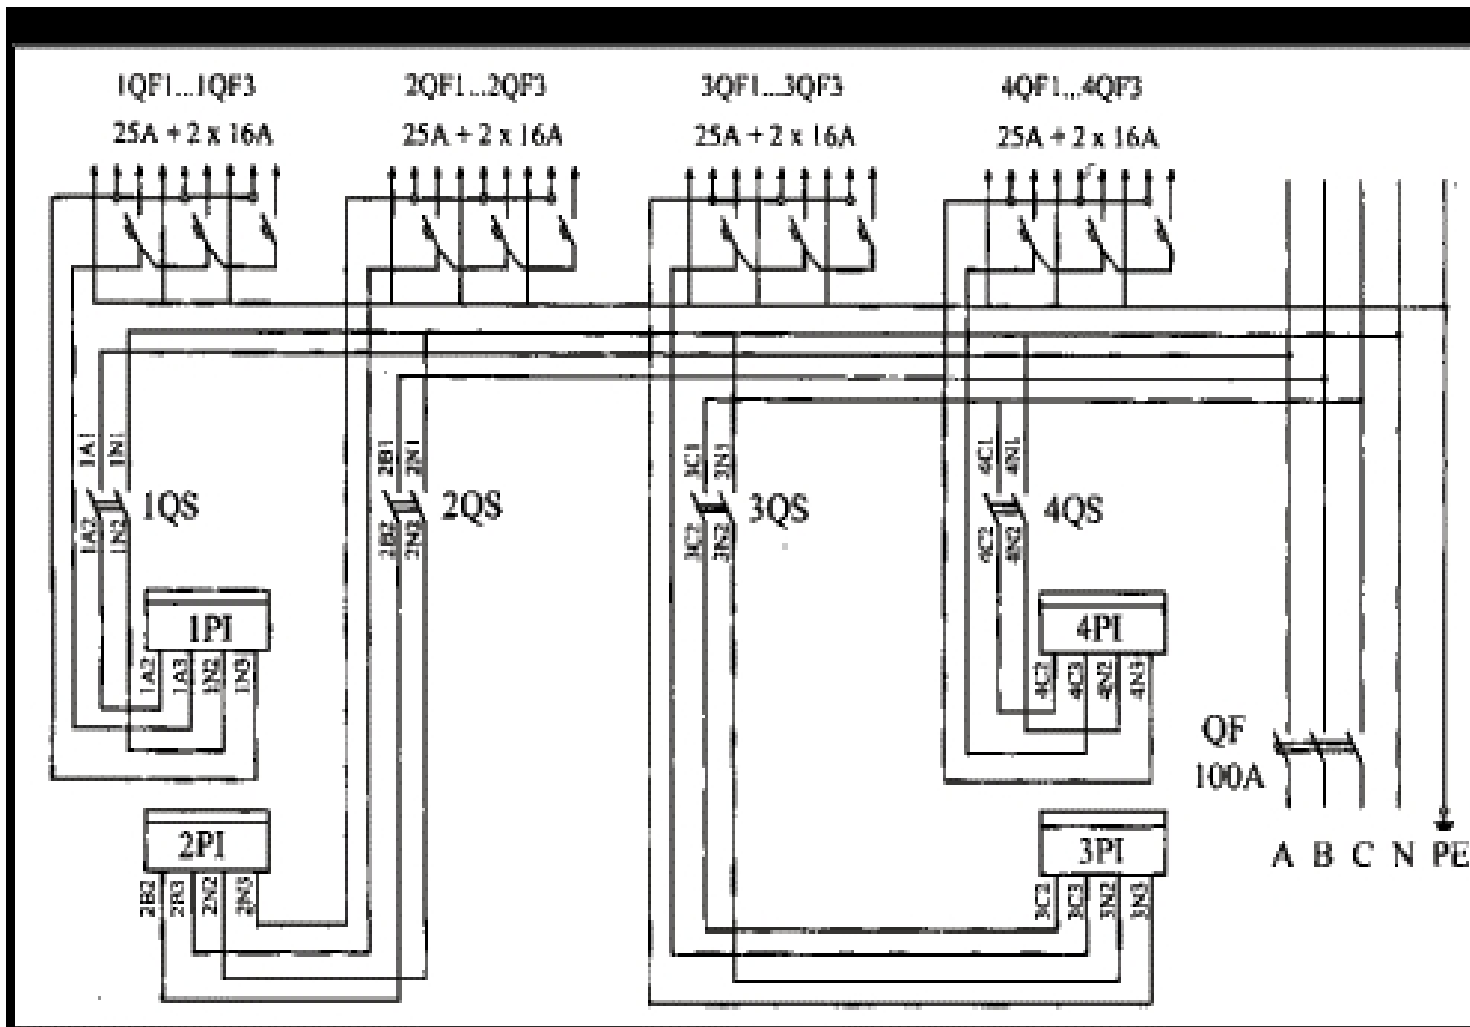 1QF1...1QF3 2QF1...2QF3 3QF1...3QF3 4QF1...4QF3
25A + 2 x 16A 25A + 2 x 16A 25A + 2 x 16A 25A + 2 x 16A
1A1 1N1 2B1 2N1 3C1 3N1 4C1 4N1
1QS 2QS 3QS 4QS
1A2 1N2 2B2 2N2 3C2 3N2 4C2 4N2
1PI 4PI
1A2 1A3 1N2 1N3 4C2 4C3 4N2 4N3
QF
100A
2PI 3PI
A B C N PE
2B2 2B3 2N2 2N3 3C2 3C3 3N2 3N3